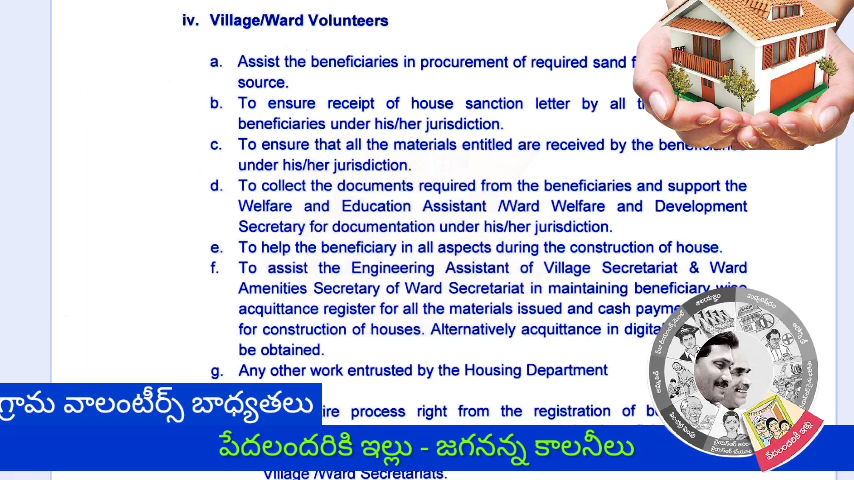 iv. Village/Ward Volunteers
a. Assist the beneficiaries in procurement of required sand
source.
b. To ensure receipt of house sanction letter by all
beneficiaries under his/her jurisdiction.
c. To ensure that all the materials entitled are received by the
under his/her jurisdiction.
d. To collect the documents required from the beneficiaries and support the
Welfare and Education Assistant /Ward Welfare and Development
Secretary for documentation under his/her jurisdiction.
e. To help the beneficiary in all aspects during the construction of house.
f. To assist the Engineering Assistant of Village Secretariat & Ward
Amenities Secretary of Ward Secretariat in maintaining beneficiary wise
acquittance register for all the materials issued and cash
for construction of houses. Alternatively acquittance in
be obtained.
g. Any other work entrusted by the Housing Department
గ్రామ వాలంటీర్స్ బాధ్యతలు
process right from the registration of
పేదలందరికి ఇల్లు - జగనన్న కాలనీలు
Village /Ward Secretariats.
పేదలందరికీ ఇళ్లు